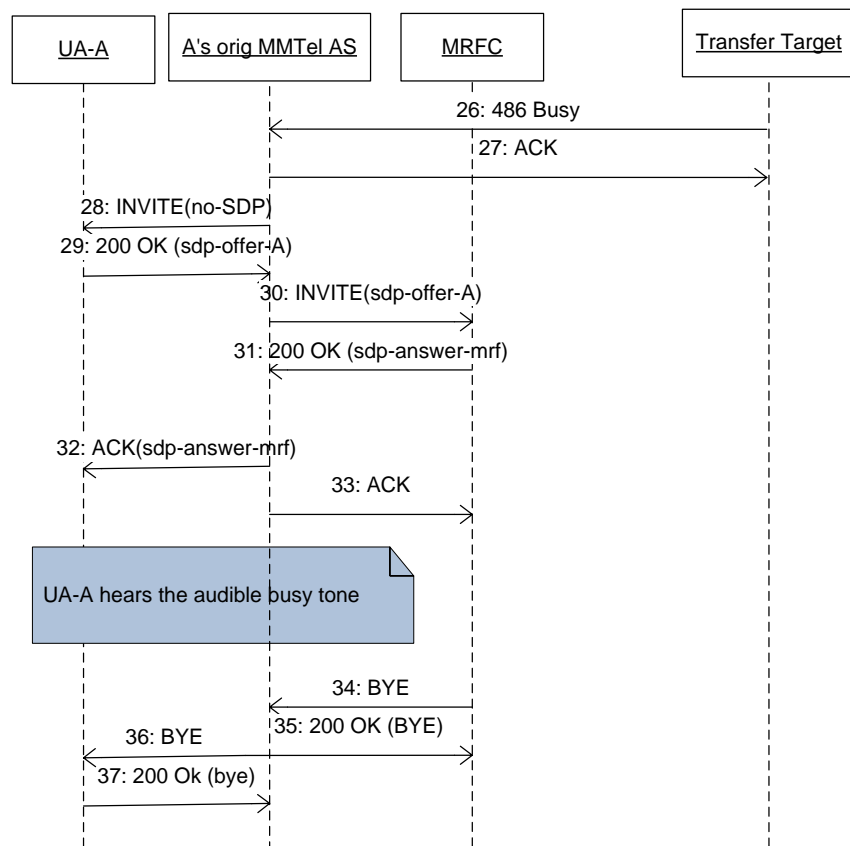 UA-A
A's orig MMTel AS
MRFC
Transfer Target
26: 486 Busy
27: ACK
28: INVITE(no-SDP)
29: 200 OK (sdp-offer-A)
30: INVITE(sdp-offer-A)
31: 200 OK (sdp-answer-mrf)
32: ACK(sdp-answer-mrf)
33: ACK
UA-A hears the audible busy tone
34: BYE
35: 200 OK (BYE)
36: BYE
37: 200 Ok (bye)